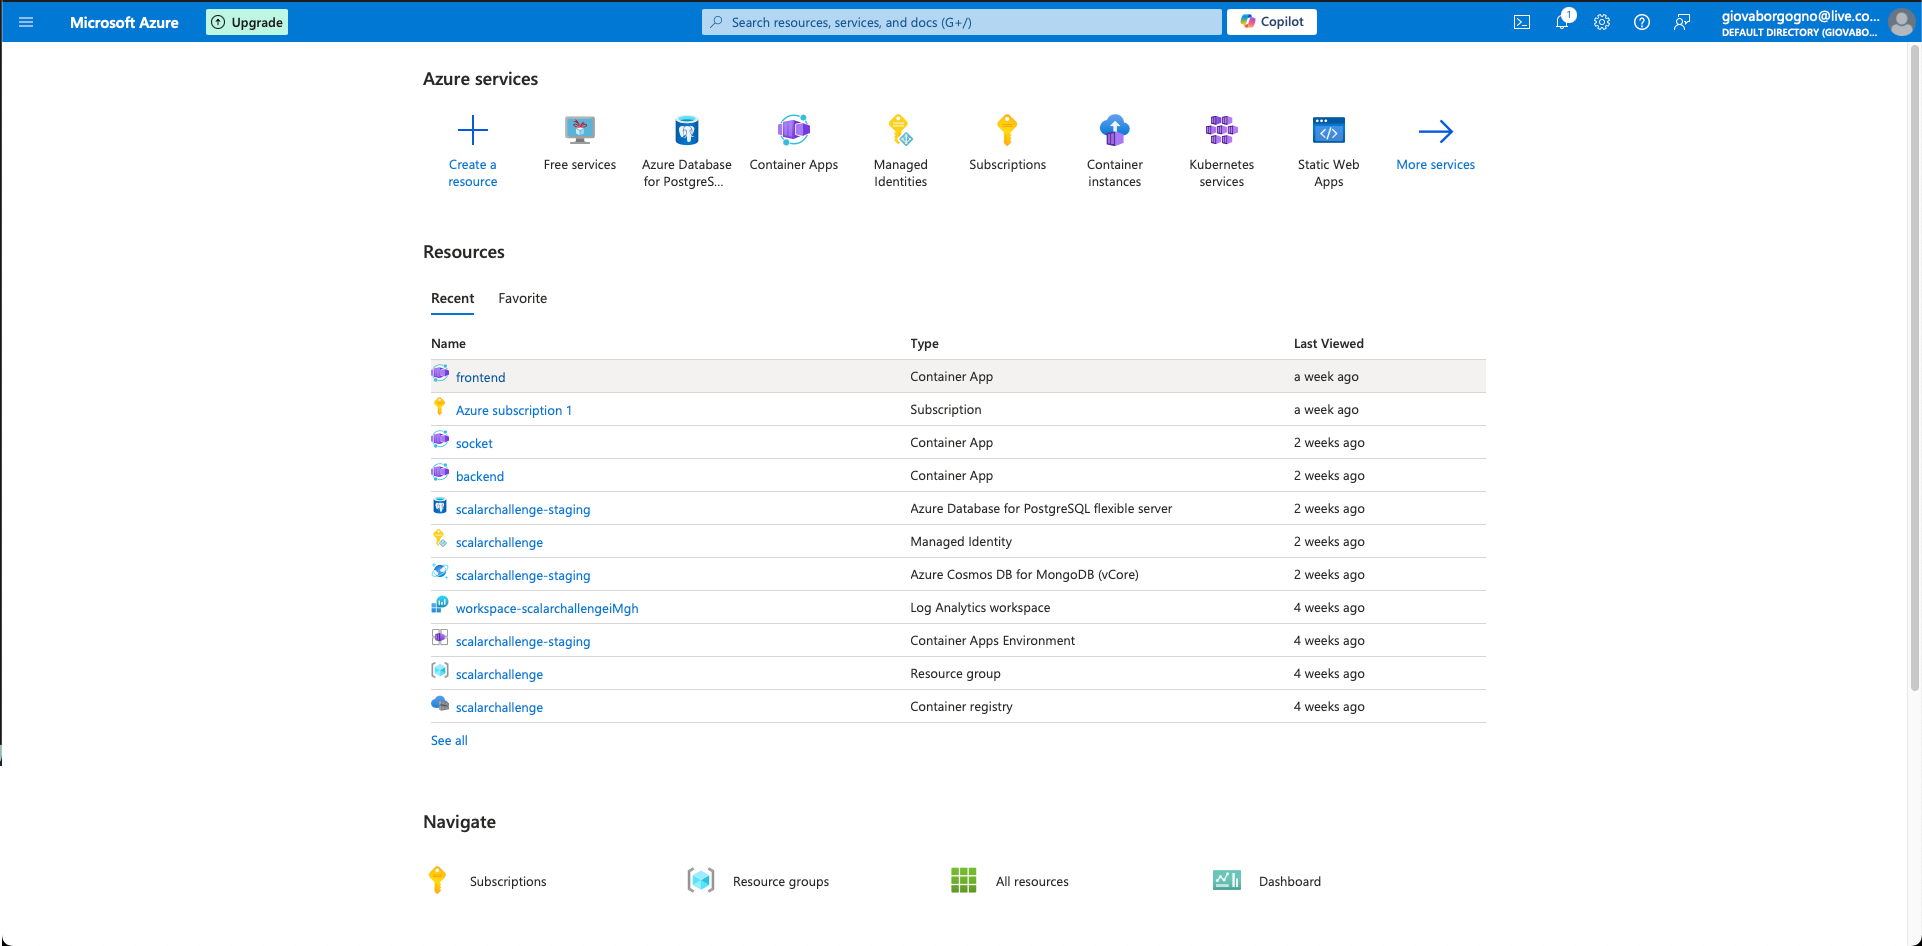 Microsoft Azure
Upgrade
Search resources, services, and docs (G+/)
Copilot
1
giovaborgogno@live.co...
DEFAULT DIRECTORY (GIOVABO...
Azure services
Create a
resource
Free services
Azure Database
for PostgreS...
Container Apps
Managed
Identities
Subscriptions
Container
instances
Kubernetes
services
Static Web
Apps
More services
Resources
Recent Favorite
Name Type Last Viewed
frontend Container App a week ago
Azure subscription 1 Subscription a week ago
socket Container App 2 weeks ago
backend Container App 2 weeks ago
scalarchallenge-staging Azure Database for PostgreSQL flexible server 2 weeks ago
scalarchallenge Managed Identity 2 weeks ago
scalarchallenge-staging Azure Cosmos DB for MongoDB (vCore) 2 weeks ago
workspace-scalarchallengeiMgh Log Analytics workspace 4 weeks ago
scalarchallenge-staging Container Apps Environment 4 weeks ago
scalarchallenge Resource group 4 weeks ago
scalarchallenge Container registry 4 weeks ago
See all
Navigate
Subscriptions Resource groups All resources Dashboard